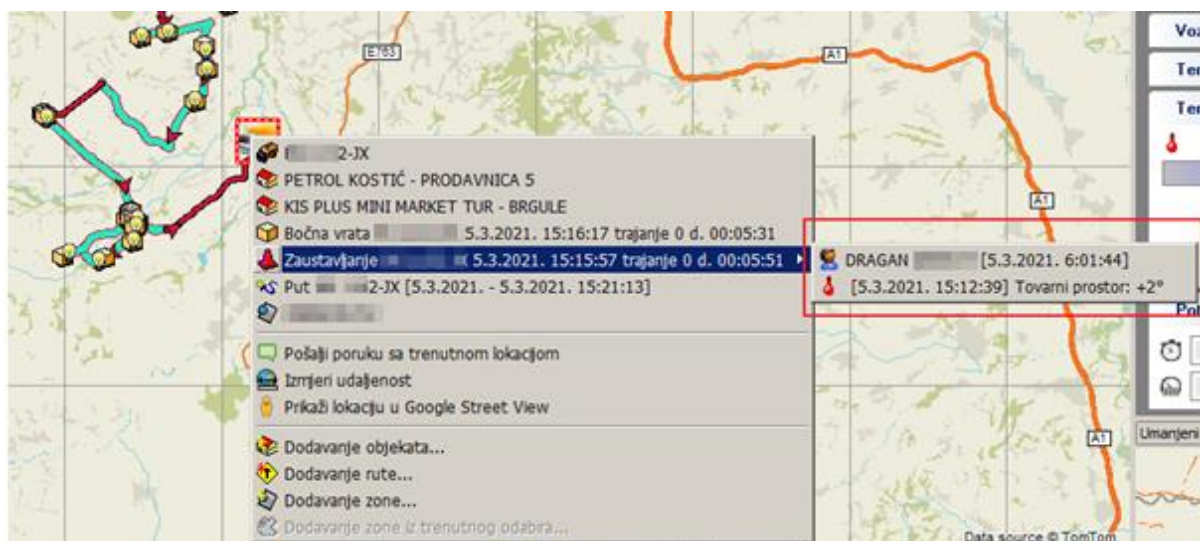 E763
A1
Voz
Ter
Ter
2-JX
PETROL KOSTIĆ - PRODAVNICA 5
KIS PLUS MINI MARKET TUR - BRGULE
A1
Bočna vrata 5.3.2021. 15:16:17 trajanje 0 d. 00:05:31
Zaustavljanje 5.3.2021. 15:15:57 trajanje 0 d. 00:05:51
DRAGAN [5.3.2021. 6:01:44]
Put 2-JX [5.3.2021. - 5.3.2021. 15:21:13]
[5.3.2021. 15:12:39] Tovarni prostor: +2°
Pošalji poruku sa trenutnom lokacijom
Izmjeri udaljenost
Prikaži lokaciju u Google Street View
A1
Umanjeni
Dodavanje objekata...
Dodavanje rute...
Dodavanje zone...
Dodavanje zone iz trenutnog odabira...
Data source © TomTom